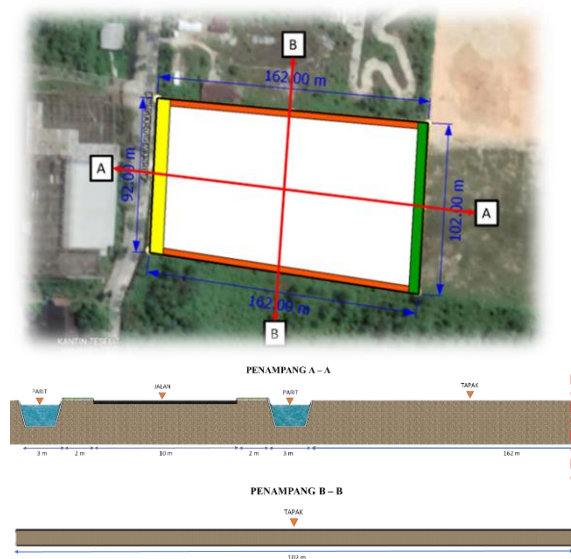 B
162.00 m
A
92.00 m
A
102.00 m
162.00 m
B
PENAMPANG A – A
PARIT
JALAN
PARIT
TAPAK
3 m
2 m
10 m
2 m
3 m
162 m
PENAMPANG B – B
TAPAK
102 m